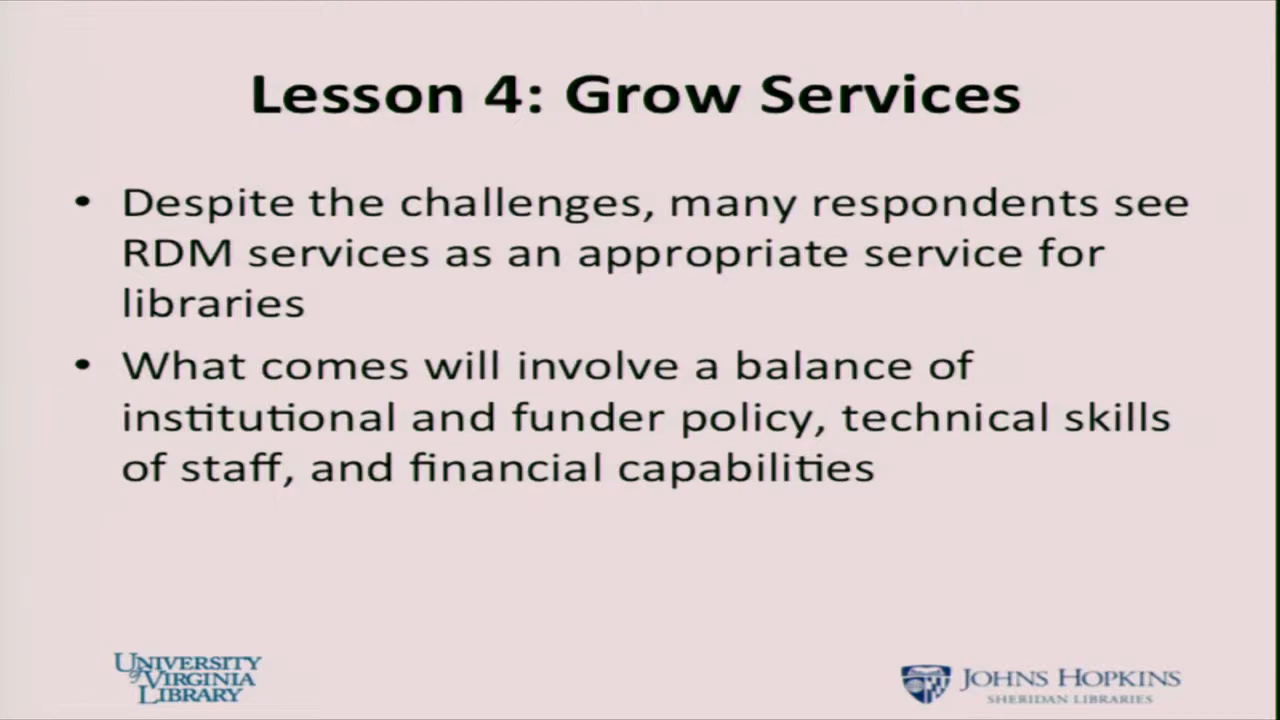 Lesson 4: Grow Services
• Despite the challenges, many respondents see
RDM services as an appropriate service for
libraries
• What comes will involve a balance of
institutional and funder policy, technical skills
of staff, and financial capabilities
UNIVERSITY
of VIRGINIA
LIBRARY
JOHNS HOPKINS
SHERIDAN LIBRARIES